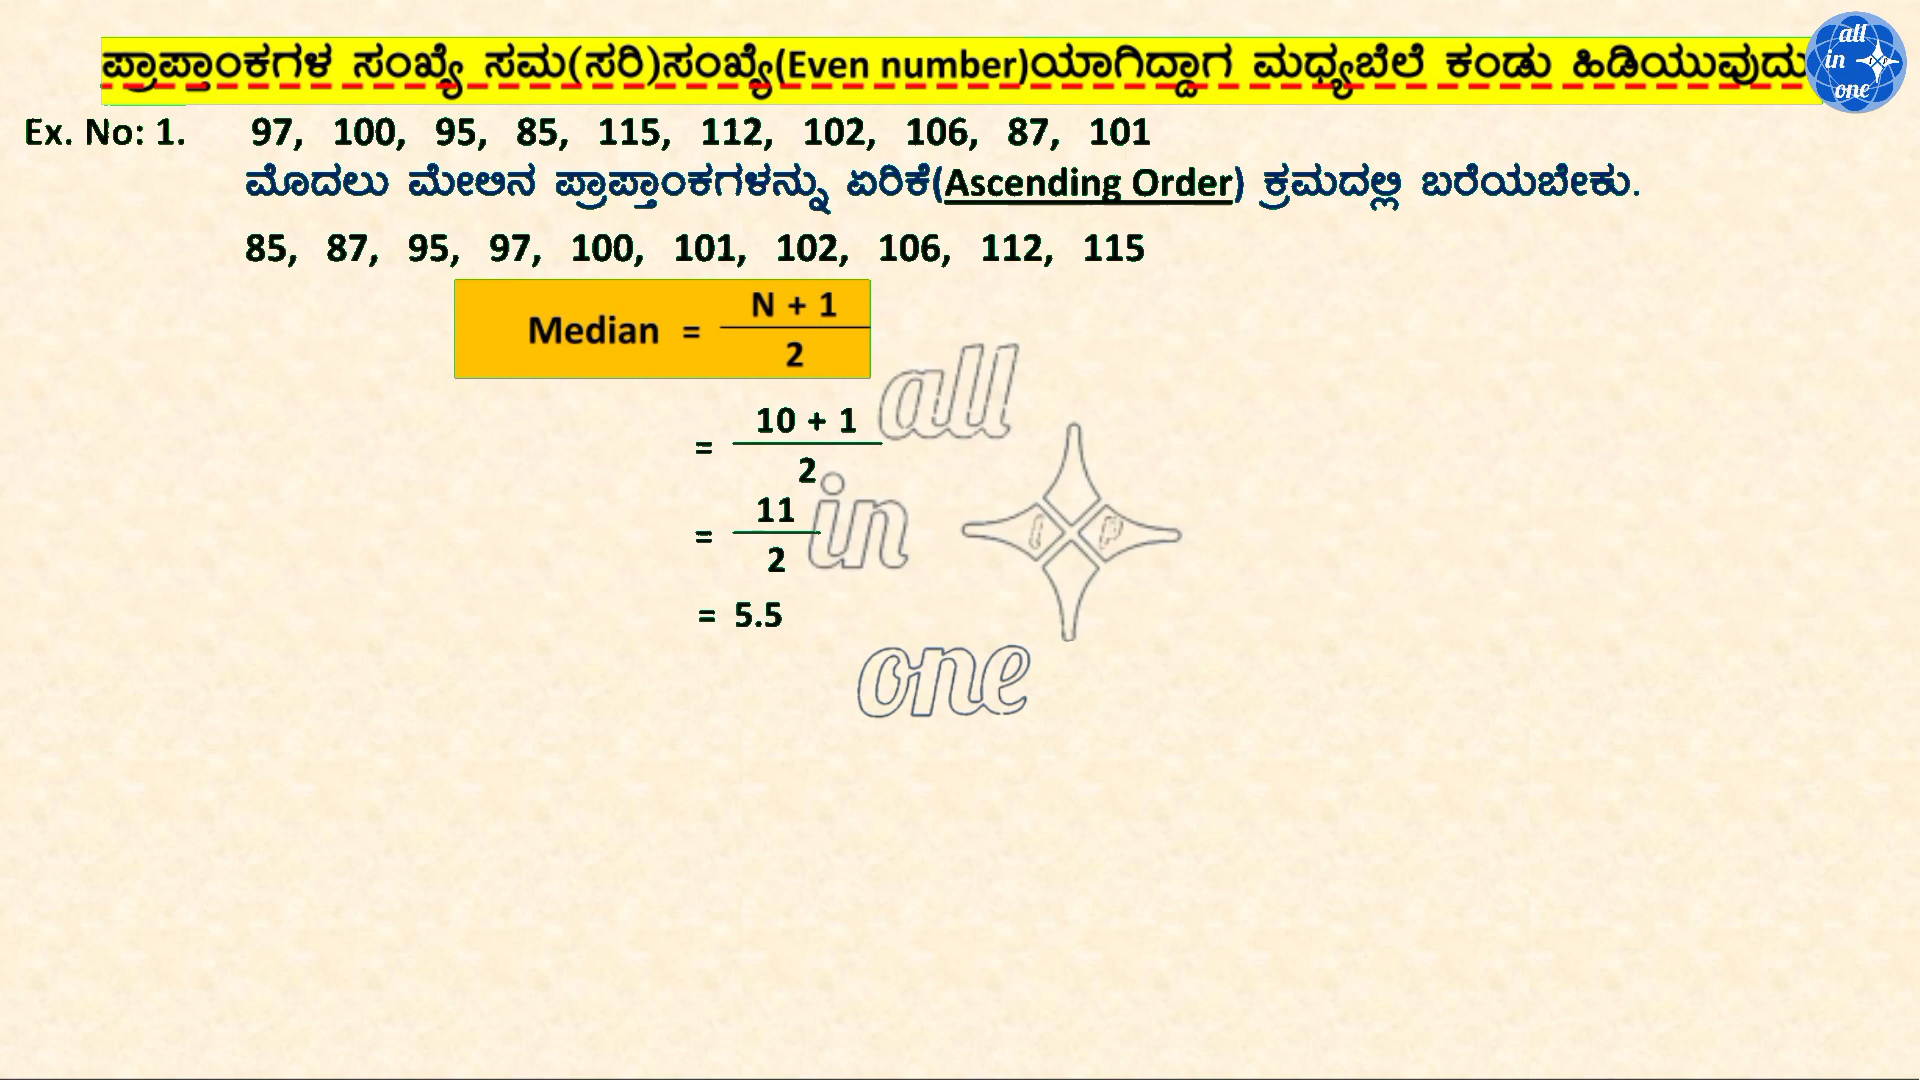 ಪ್ರಾಪ್ತಾಂಕಗಳ ಸಂಖ್ಯೆ ಸಮ(ಸರಿ)ಸಂಖ್ಯೆ(Even number)ಯಾಗಿದ್ದಾಗ ಮಧ್ಯಬೆಲೆ ಕಂಡು ಹಿಡಿಯುವುದು
all
in
one
Ex. No: 1. 97, 100, 95, 85, 115, 112, 102, 106, 87, 101
ಮೊದಲು ಮೇಲಿನ ಪ್ರಾಪ್ತಾಂಕಗಳನ್ನು ಏರಿಕೆ(Ascending Order) ಕ್ರಮದಲ್ಲಿ ಬರೆಯಬೇಕು.
85, 87, 95, 97, 100, 101, 102, 106, 112, 115
Median = N + 1
2
= 10 + 1
2
= 11
2
= 5.5
all
in
I P
one